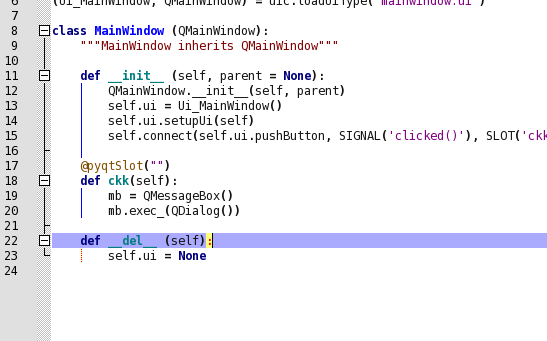 6 (Ui_MainWindow, QMainWindow) = uic.loadUiType('mainwindow.ui')
7
8 class MainWindow (QMainWindow):
9 """MainWindow inherits QMainWindow"""
10
11 def __init__ (self, parent = None):
12 QMainWindow.__init__(self, parent)
13 self.ui = Ui_MainWindow()
14 self.ui.setupUi(self)
15 self.connect(self.ui.pushButton, SIGNAL('clicked()'), SLOT('ckk
16
17 @pyqtSlot("")
18 def ckk(self):
19 mb = QMessageBox()
20 mb.exec_(QDialog())
21
22 def __del__ (self):
23 self.ui = None
24